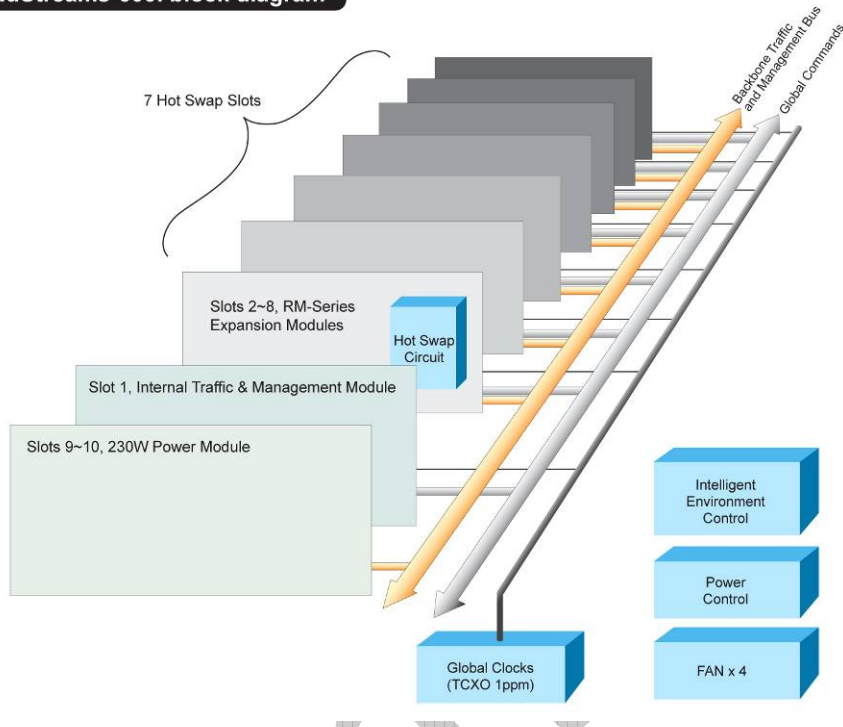 block diagram
Backbone Traffic
and Management Bus
Global Commands
7 Hot Swap Slots
Slots 2~8, RM-Series
Expansion Modules
Hot Swap
Circuit
Slot 1, Internal Traffic & Management Module
Slots 9~10, 230W Power Module
Intelligent
Environment
Control
Power
Control
Global Clocks
(TCXO 1ppm)
FAN x 4